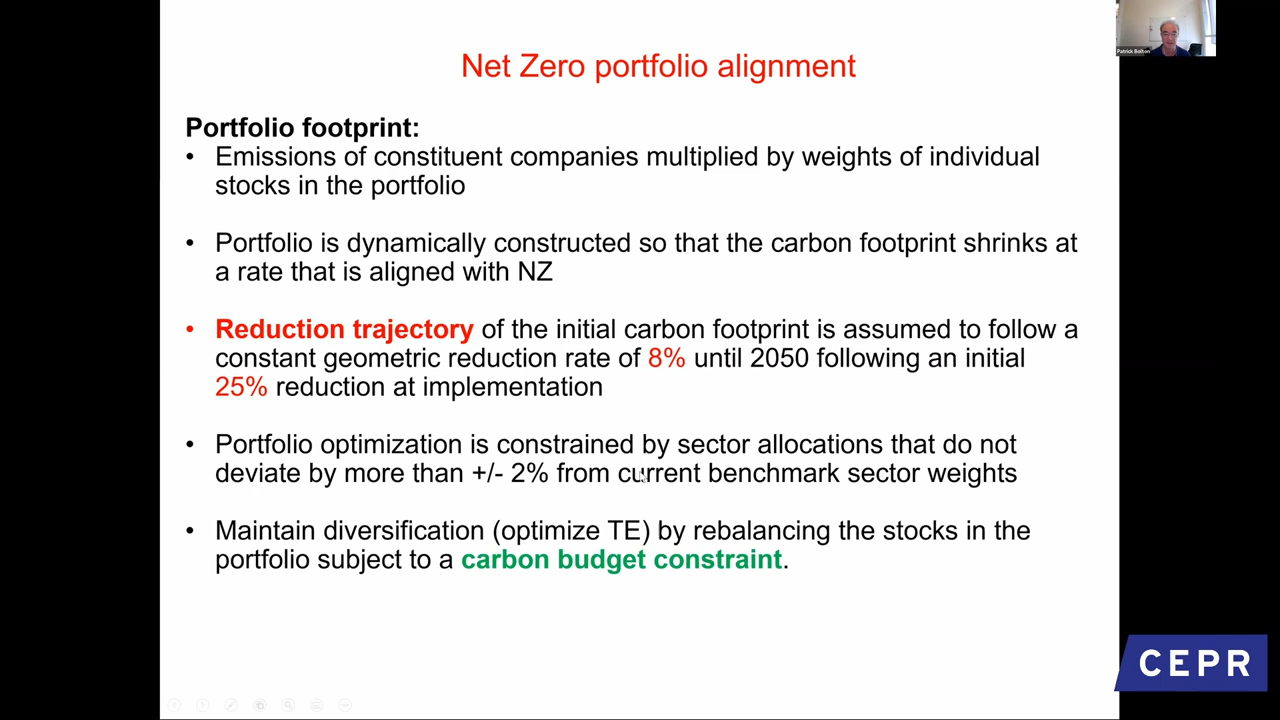 Net Zero portfolio alignment
Portfolio footprint:
• Emissions of constituent companies multiplied by weights of individual
stocks in the portfolio
• Portfolio is dynamically constructed so that the carbon footprint shrinks at
a rate that is aligned with NZ
• Reduction trajectory of the initial carbon footprint is assumed to follow a
constant geometric reduction rate of 8% until 2050 following an initial
25% reduction at implementation
• Portfolio optimization is constrained by sector allocations that do not
deviate by more than +/- 2% from current benchmark sector weights
• Maintain diversification (optimize TE) by rebalancing the stocks in the
portfolio subject to a carbon budget constraint.
Patrick Bolton
CEPR